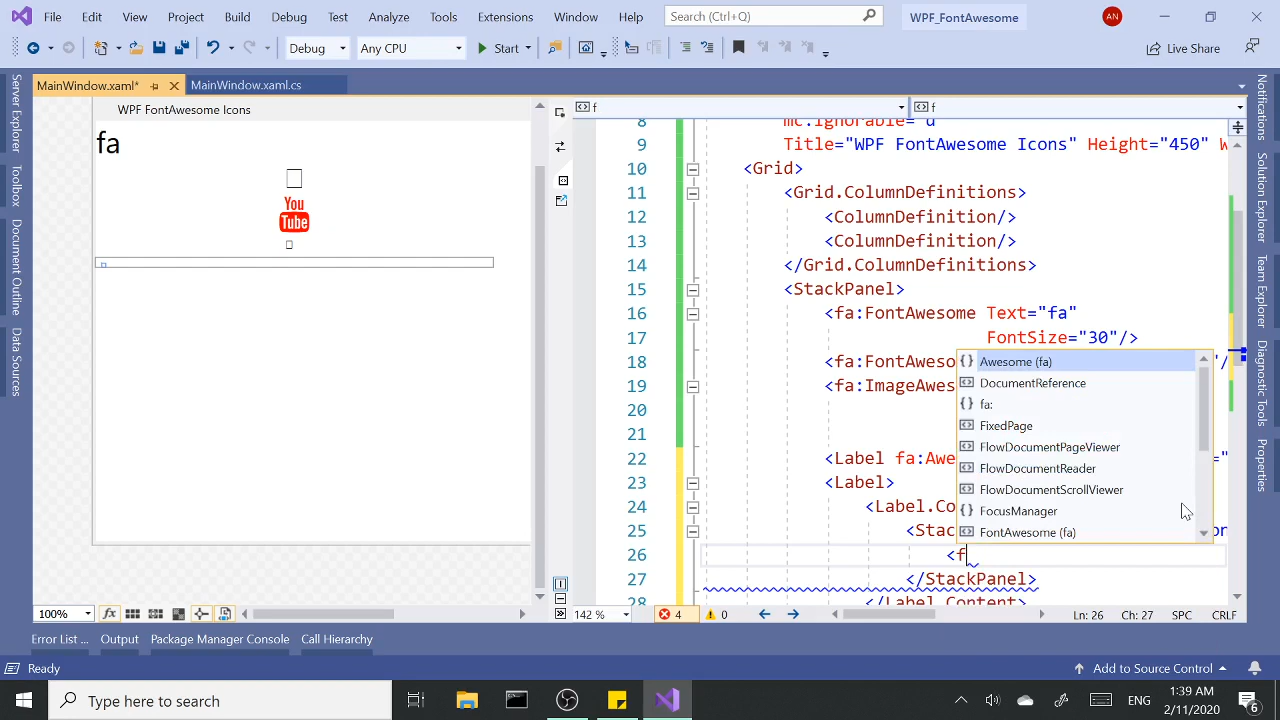 File Edit View Project Build Debug Test Analyze Tools Extensions Window Help Search (Ctrl+Q) WPF_FontAwesome AN
Debug Any CPU Start Live Share
MainWindow.xaml* MainWindow.xaml.cs
Server Explorer
Toolbox
Document Outline
Data Sources
WPF FontAwesome Icons
fa
You
Tube
f f
8 mc:Ignorable="d"
9 Title="WPF FontAwesome Icons" Height="450" W
10 <Grid>
11 <Grid.ColumnDefinitions>
12 <ColumnDefinition/>
13 <ColumnDefinition/>
14 </Grid.ColumnDefinitions>
15 <StackPanel>
16 <fa:FontAwesome Text="fa"
17 FontSize="30"/>
18 <fa:FontAweso "/
19 <fa:ImageAwes
20
21
22 <Label fa:Awe ="
23 <Label>
24 <Label.Co
25 <Stac on
26 <f
27 </StackPanel>
28 </Label.Content>
Awesome (fa)
DocumentReference
fa:
FixedPage
FlowDocumentPageViewer
FlowDocumentReader
FlowDocumentScrollViewer
FocusManager
FontAwesome (fa)
Notifications
Solution Explorer
Team Explorer
Diagnostic Tools
Properties
100% 142 % 4 0 Ln: 26 Ch: 27 SPC CRLF
Error List ... Output Package Manager Console Call Hierarchy
Ready Add to Source Control
Type here to search ENG 1:39 AM 2/11/2020 6